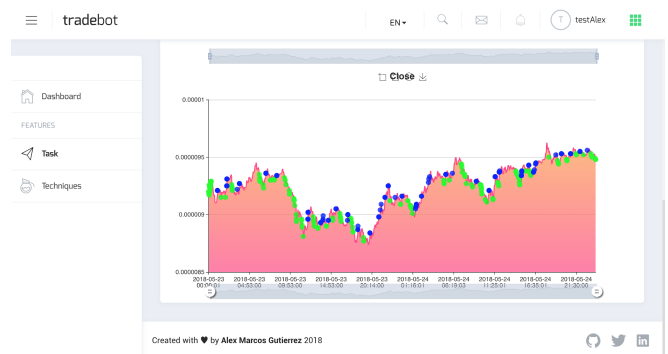 tradebot
EN
T
testAlex
Dashboard
FEATURES
Task
Techniques
Close
0.00001
0.0000095
0.000009
0.0000085
2018-05-23 2018-05-23 2018-05-23 2018-05-23 2018-05-23 2018-05-24 2018-05-24 2018-05-24 2018-05-24 2018-05-24
00:00:01 04:53:00 09:53:00 14:53:00 20:14:00 01:16:01 06:19:03 11:25:01 16:35:01 21:30:00
Created with ♥ by Alex Marcos Gutierrez 2018